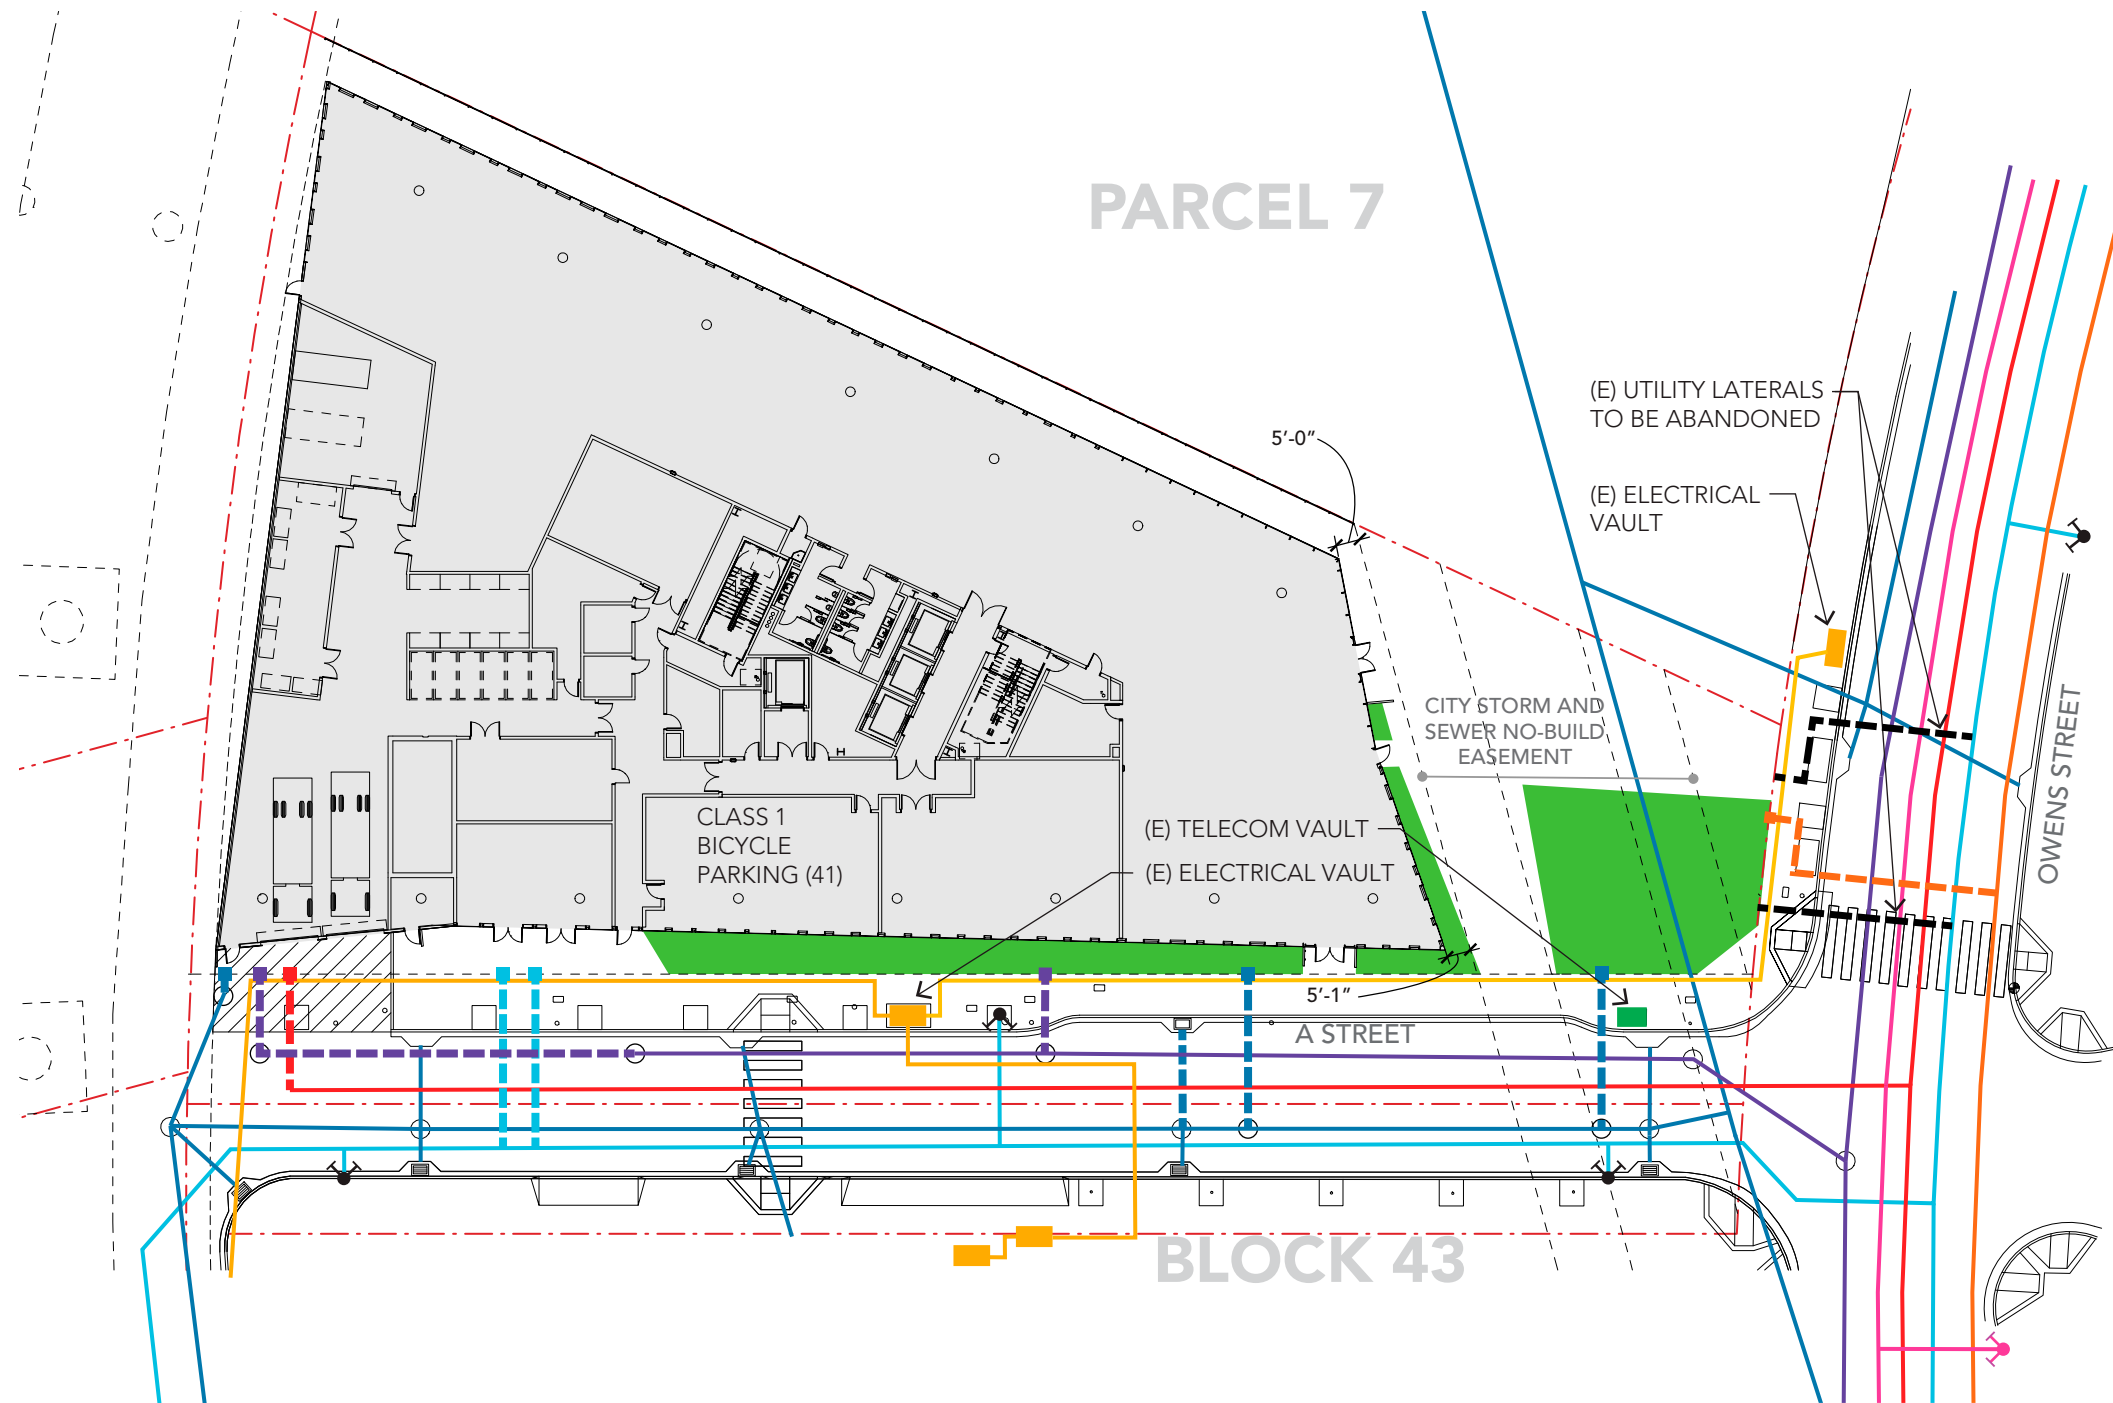 PARCEL 7
(E) UTILITY LATERALS
TO BE ABANDONED
5'-0"
(E) ELECTRICAL
VAULT
CITY STORM AND
SEWER NO-BUILD
EASEMENT
OWENS STREET
CLASS 1
BICYCLE
PARKING (41)
(E) TELECOM VAULT
(E) ELECTRICAL VAULT
5'-1"
A STREET
BLOCK 43